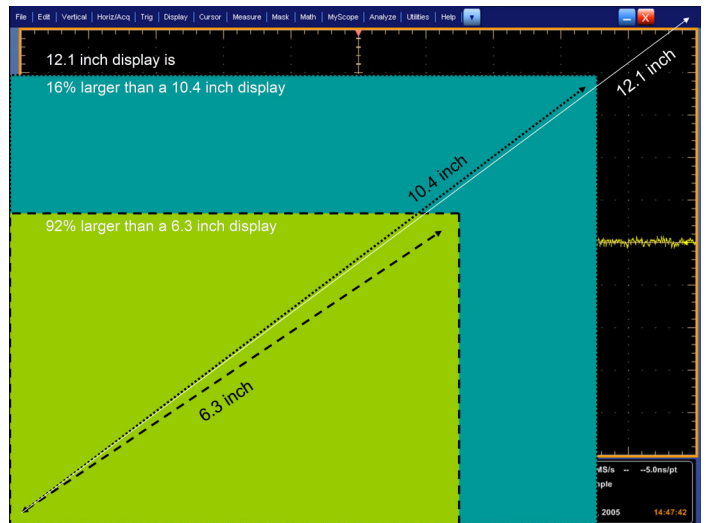 File | Edit | Vertical | Horiz/Acq | Trig | Display | Cursor | Measure | Mask | Math | MyScope | Analyze | Utilities | Help
12.1 inch display is
16% larger than a 10.4 inch display
12.1 inch
10.4 inch
92% larger than a 6.3 inch display
6.3 inch
MS/s -- --5.0ns/pt
2005 14:47:42